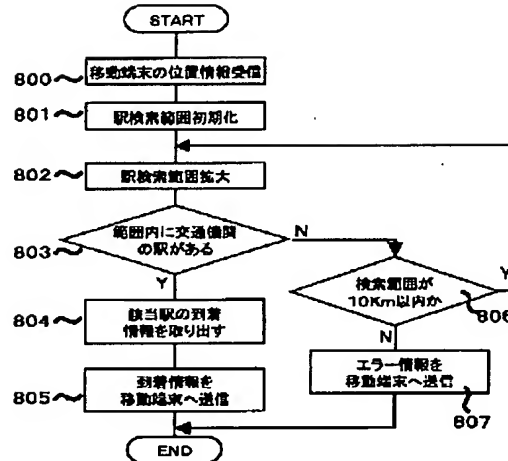 START
800
移動端末の位置情報受信
801
駅検索範囲初期化
802
駅検索範囲拡大
範囲内に交通機関
の駅がある
N
803
Y
検索範囲が
10Km以内か
Y
806
804
該当駅の到着
情報を取り出す
N
エラー情報を
移動端末へ送信
805
到着情報を
移動端末へ送信
807
END